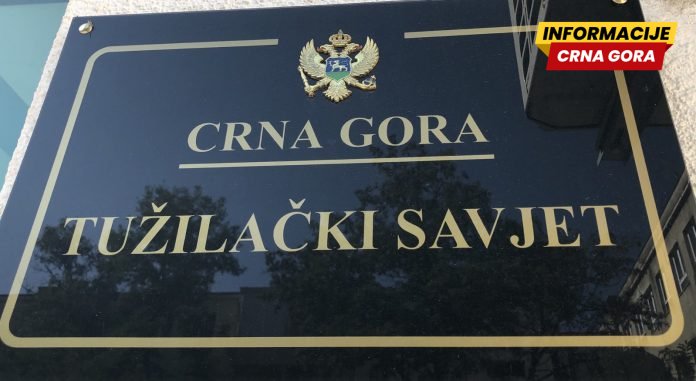 INFORMACIJE
CRNA GORA
CRNA GORA
TUŽILAČKI SAVJET